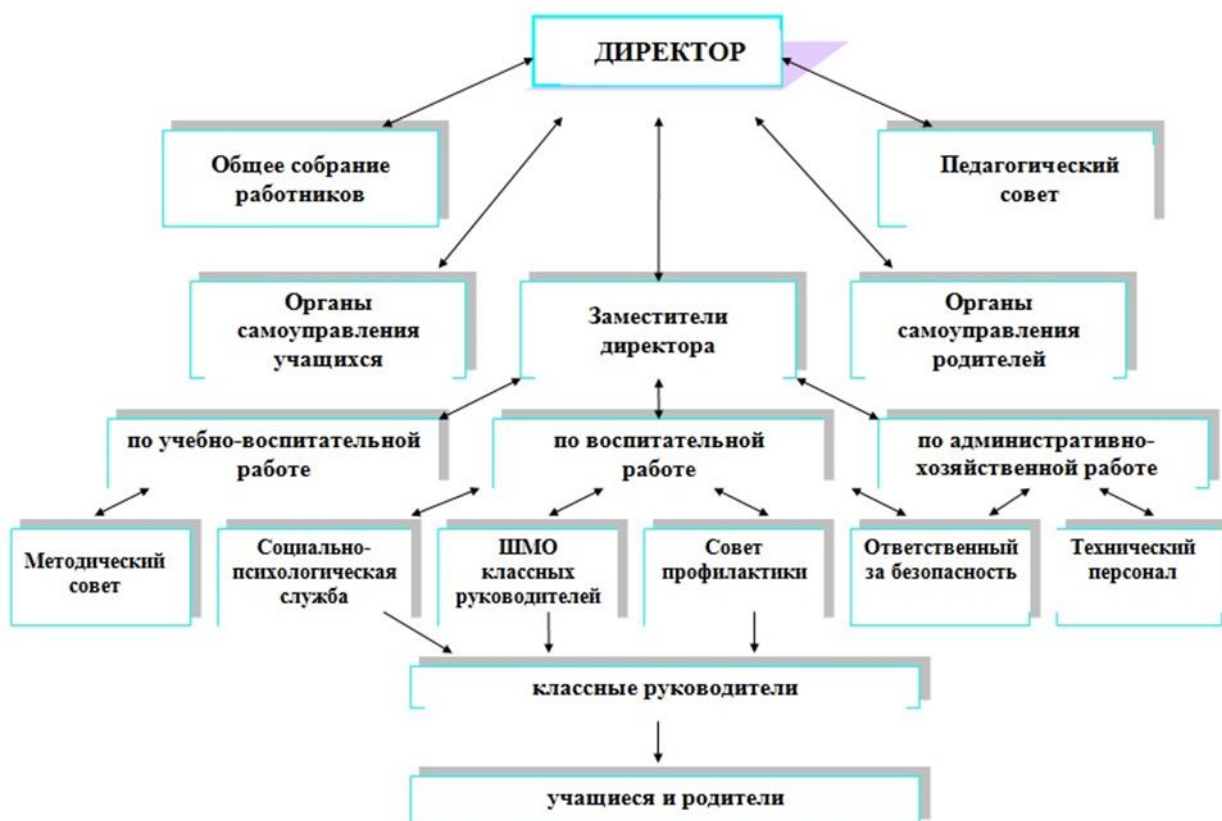 ДИРЕКТОР
Общее собрание
работников
Педагогический
совет
Органы
самоуправления
учащихся
Заместители
директора
Органы
самоуправления
родителей
по учебно-воспитательной
работе
по воспитательной
работе
по административно-
хозяйственной работе
Методический
совет
Социально-
психологическая
служба
ШМО
классных
руководителей
Совет
профилактики
Ответственный
за безопасность
Технический
персонал
классные руководители
учащиеся и родители